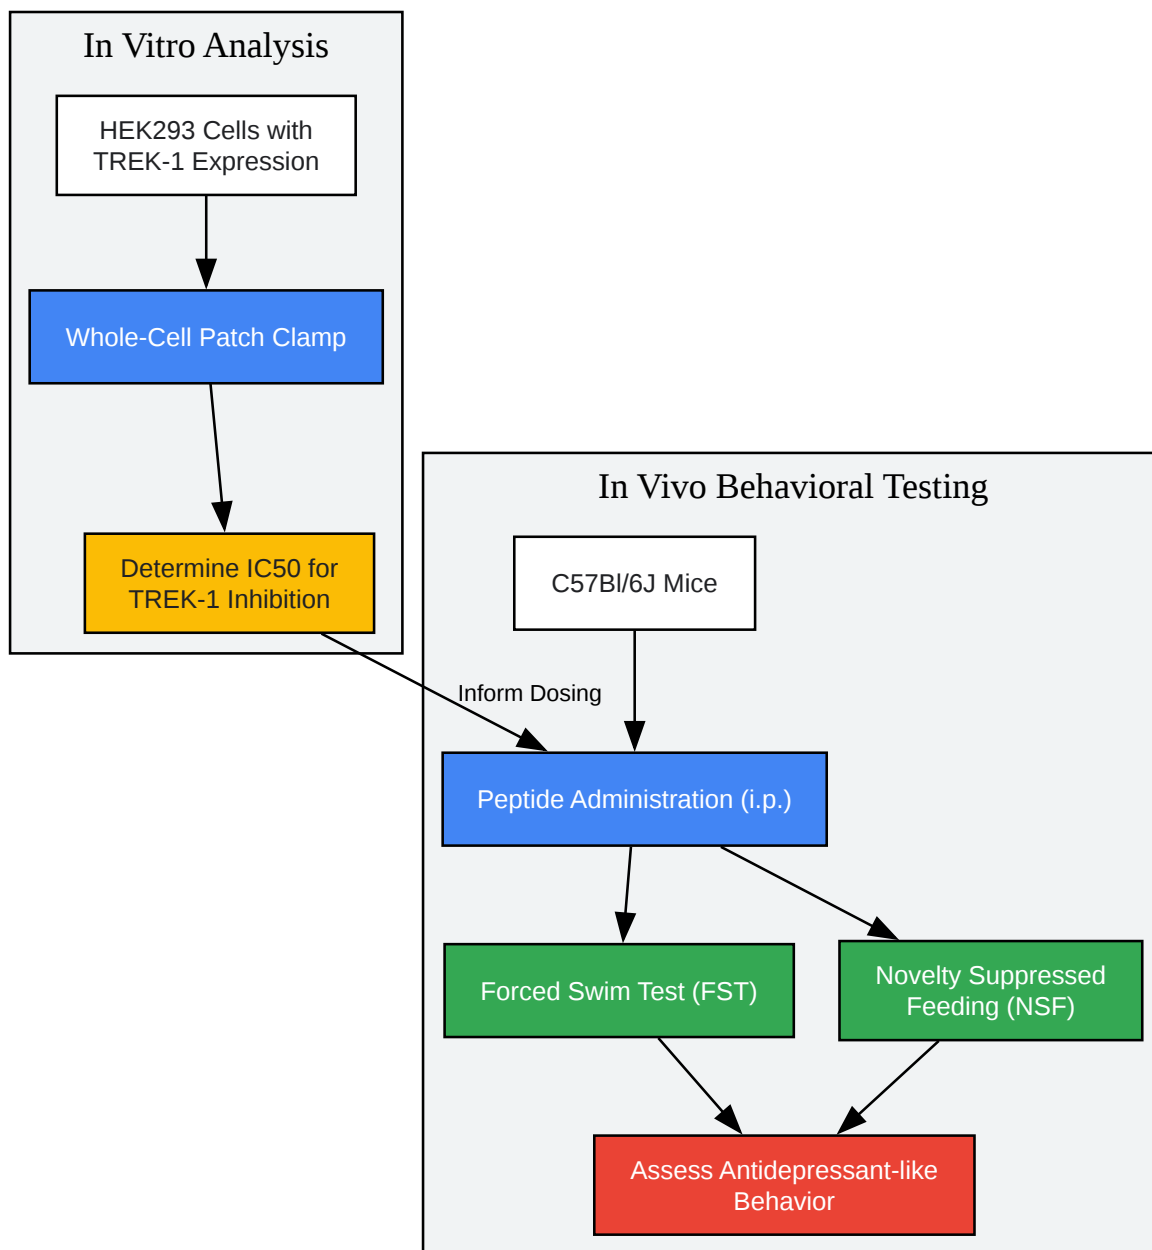 In Vitro Analysis
HEK293 Cells with
TREK-1 Expression
Whole-Cell Patch Clamp
Determine IC50 for
TREK-1 Inhibition
In Vivo Behavioral Testing
C57Bl/6J Mice
Inform Dosing
Peptide Administration (i.p.)
Forced Swim Test (FST)
Novelty Suppressed
Feeding (NSF)
Assess Antidepressant-like
Behavior